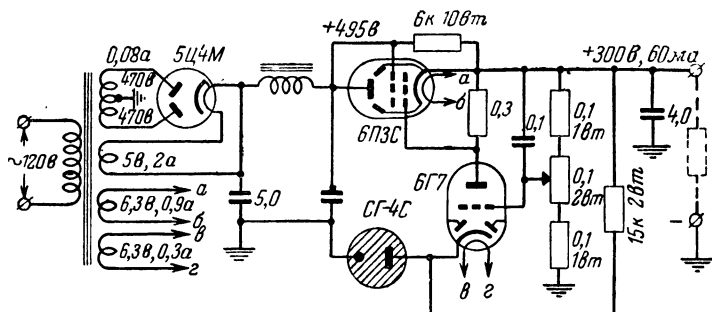 +495в
6к 10вт
0,08а
5Ц4М
470в
470в
а
б
+300в, 60ма
6П3С
0,3
0,1
0,1
1вт
4,0
~120в
5в, 2а
6Г7
0,1
2вт
15к 2вт
а
6,3в, 0,9а
б
5,0
в
6,3в, 0,3а
г
СГ-4С
0,1
1вт
в
г
–